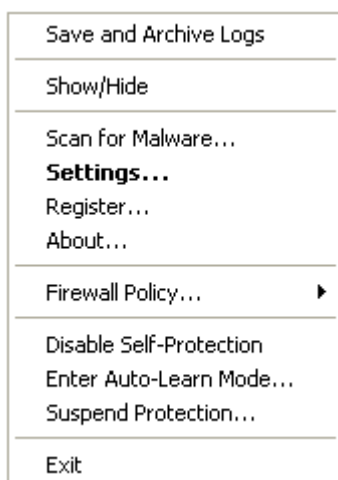 Save and Archive Logs
Show/Hide
Scan for Malware...
Settings...
Register...
About...
Firewall Policy...
Disable Self-Protection
Enter Auto-Learn Mode...
Suspend Protection...
Exit